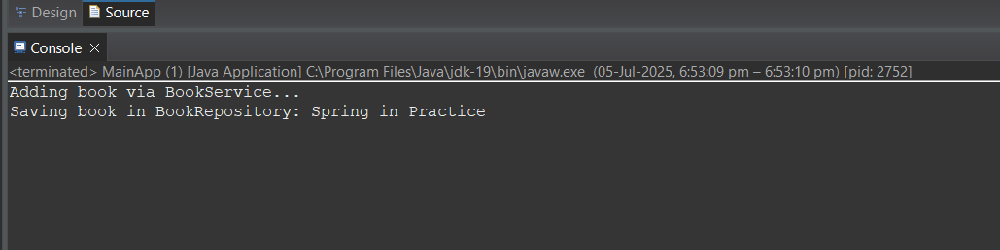 Design Source
Console
<terminated> MainApp (1) [Java Application] C:\Program Files\Java\jdk-19\bin\javaw.exe (05-Jul-2025, 6:53:09 pm – 6:53:10 pm) [pid: 2752]
Adding book via BookService...
Saving book in BookRepository: Spring in Practice